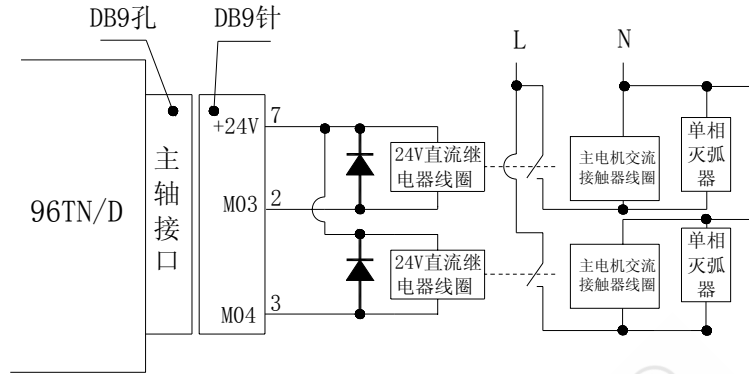 DB9孔
DB9针
L
N
96TN/D
主轴接口
+24V
7
M03
2
M04
3
24V直流继
电器线圈
主电机交流
接触器线圈
单相
灭弧
器
24V直流继
电器线圈
主电机交流
接触器线圈
单相
灭弧
器